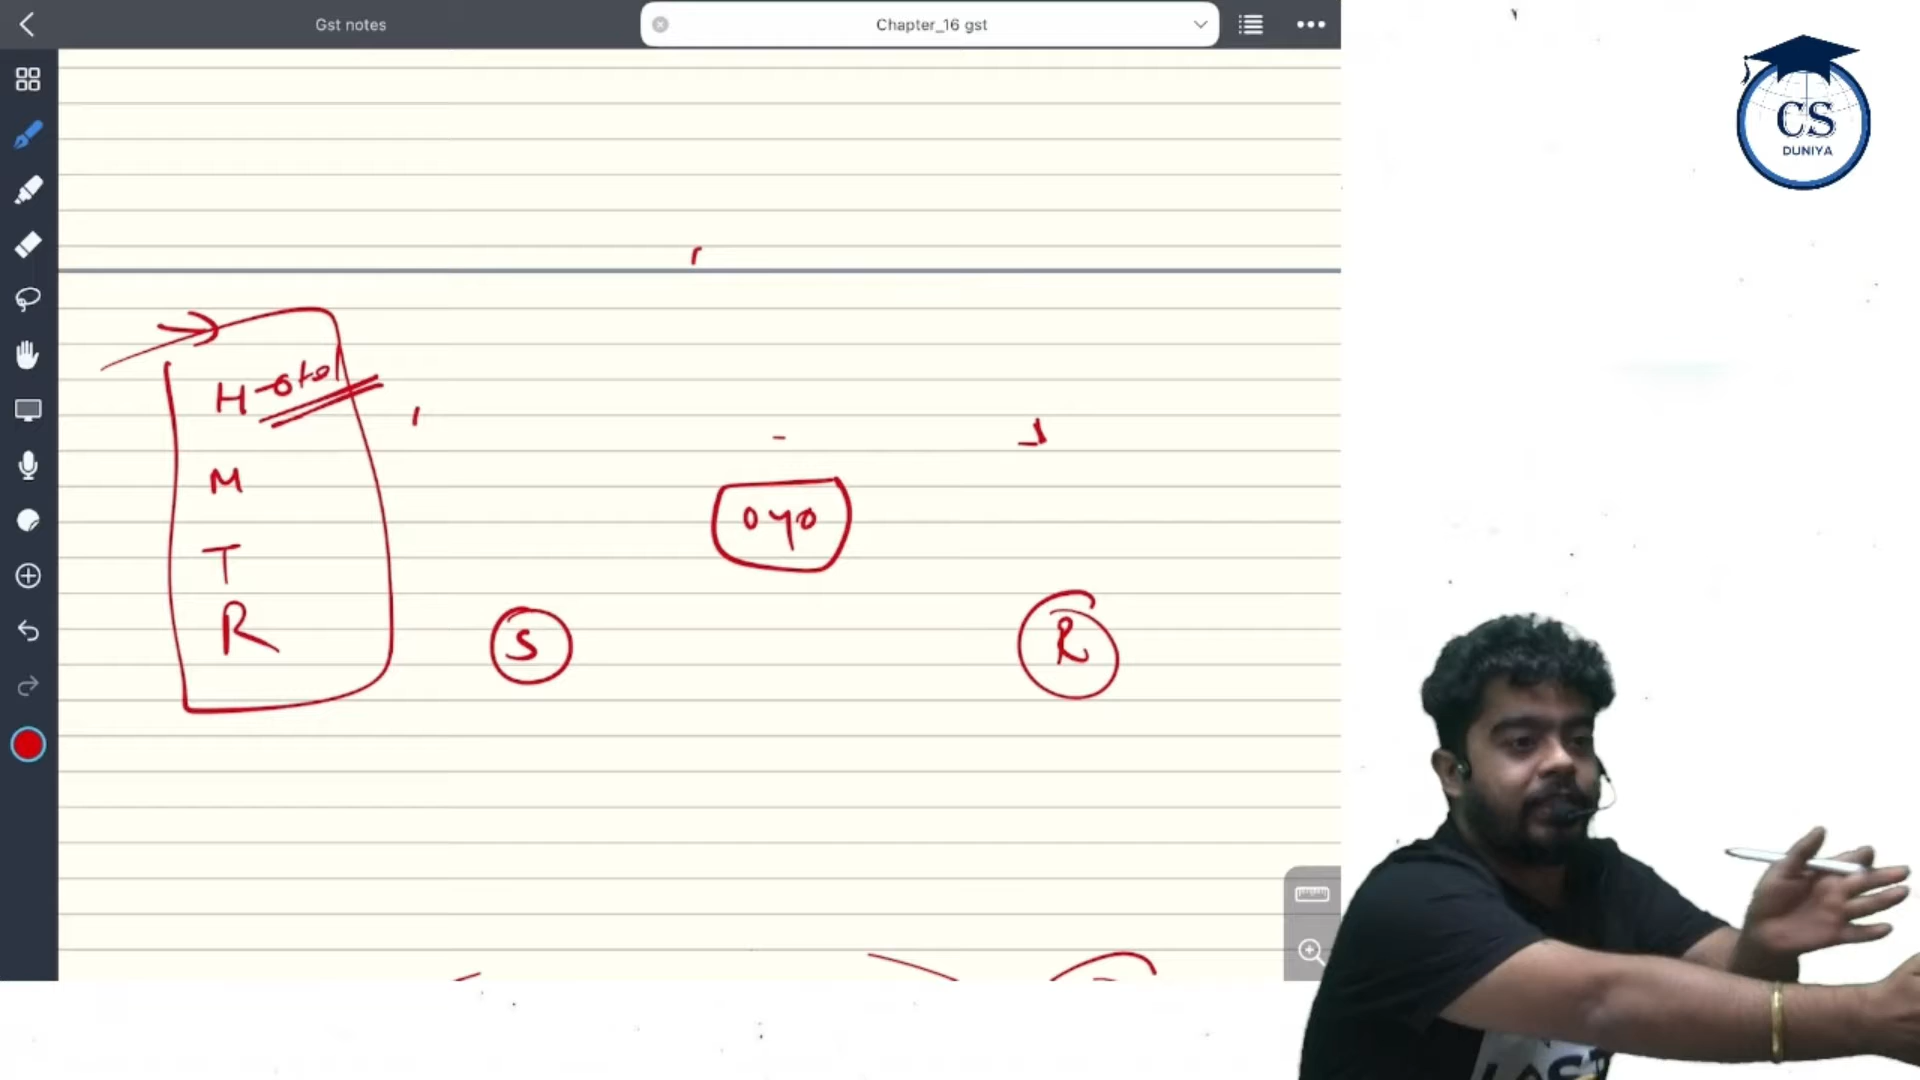 Gst notes
Chapter_16 gst
CS
DUNIYA
Hotel
M
T
R
oyo
S
R